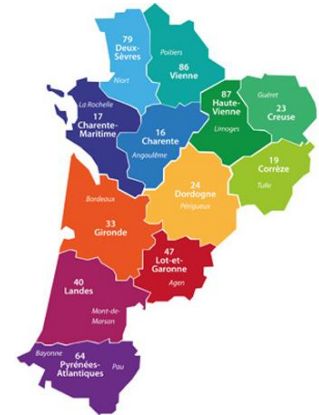 79
Deux-
Sèvres
Niort
Poitiers
86
Vienne
La Rochelle
17
Charente-
Maritime
16
Charente
Angoulême
87
Haute-
Vienne
Limoges
Guéret
23
Creuse
19
Corrèze
Tulle
24
Dordogne
Périgueux
Bordeaux
33
Gironde
47
Lot-et-
Garonne
Agen
40
Landes
Mont-de-
Marsan
Bayonne
64
Pyrénées-
Atlantiques
Pau